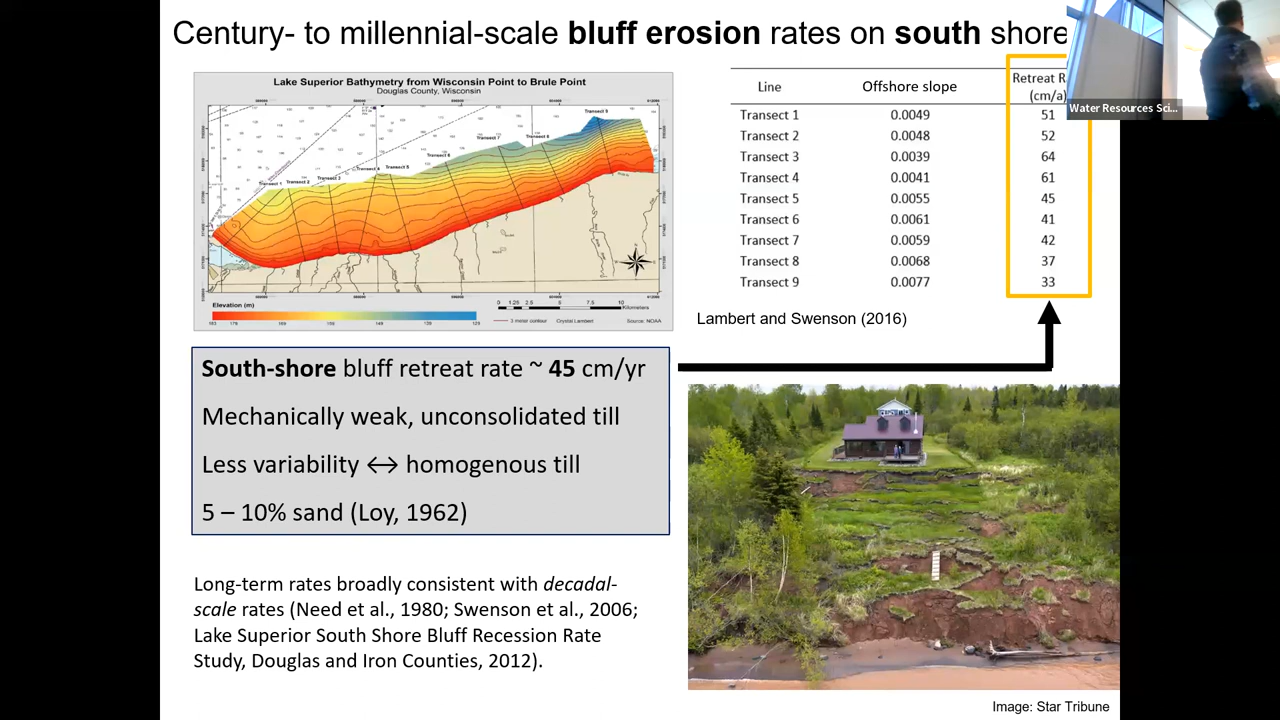 Century- to millennial-scale bluff erosion rates on south shore
Lake Superior Bathymetry from Wisconsin Point to Brule Point
Douglas County, Wisconsin
Transect 1
Transect 2
Transect 3
Transect 4
Transect 5
Transect 6
Transect 7
Transect 8
Transect 9
Elevation (m)
0 1.25 2.5 5 7.5 10
Kilometers
3 meter contour
Crystal Lambert
Source: NOAA
Line Offshore slope Retreat R
(cm/a)
Transect 1 0.0049 51
Transect 2 0.0048 52
Transect 3 0.0039 64
Transect 4 0.0041 61
Transect 5 0.0055 45
Transect 6 0.0061 41
Transect 7 0.0059 42
Transect 8 0.0068 37
Transect 9 0.0077 33
Water Resources Sci...
Lambert and Swenson (2016)
South-shore bluff retreat rate ~ 45 cm/yr
Mechanically weak, unconsolidated till
Less variability ↔ homogenous till
5 – 10% sand (Loy, 1962)
Long-term rates broadly consistent with decadal-
scale rates (Need et al., 1980; Swenson et al., 2006;
Lake Superior South Shore Bluff Recession Rate
Study, Douglas and Iron Counties, 2012).
Image: Star Tribune